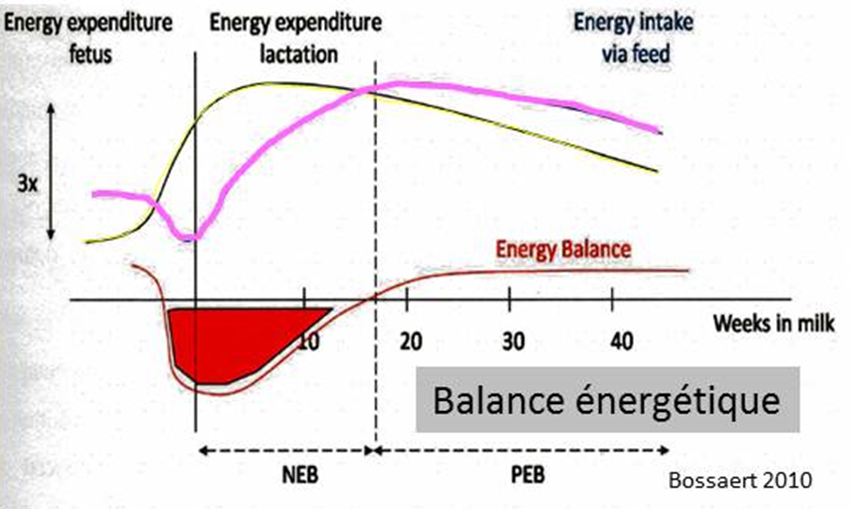 Energy expenditure
fetus
Energy expenditure
lactation
Energy intake
via feed
3x
Energy Balance
10
20
30
40
Weeks in milk
Balance énergétique
NEB
PEB
Bossaert 2010